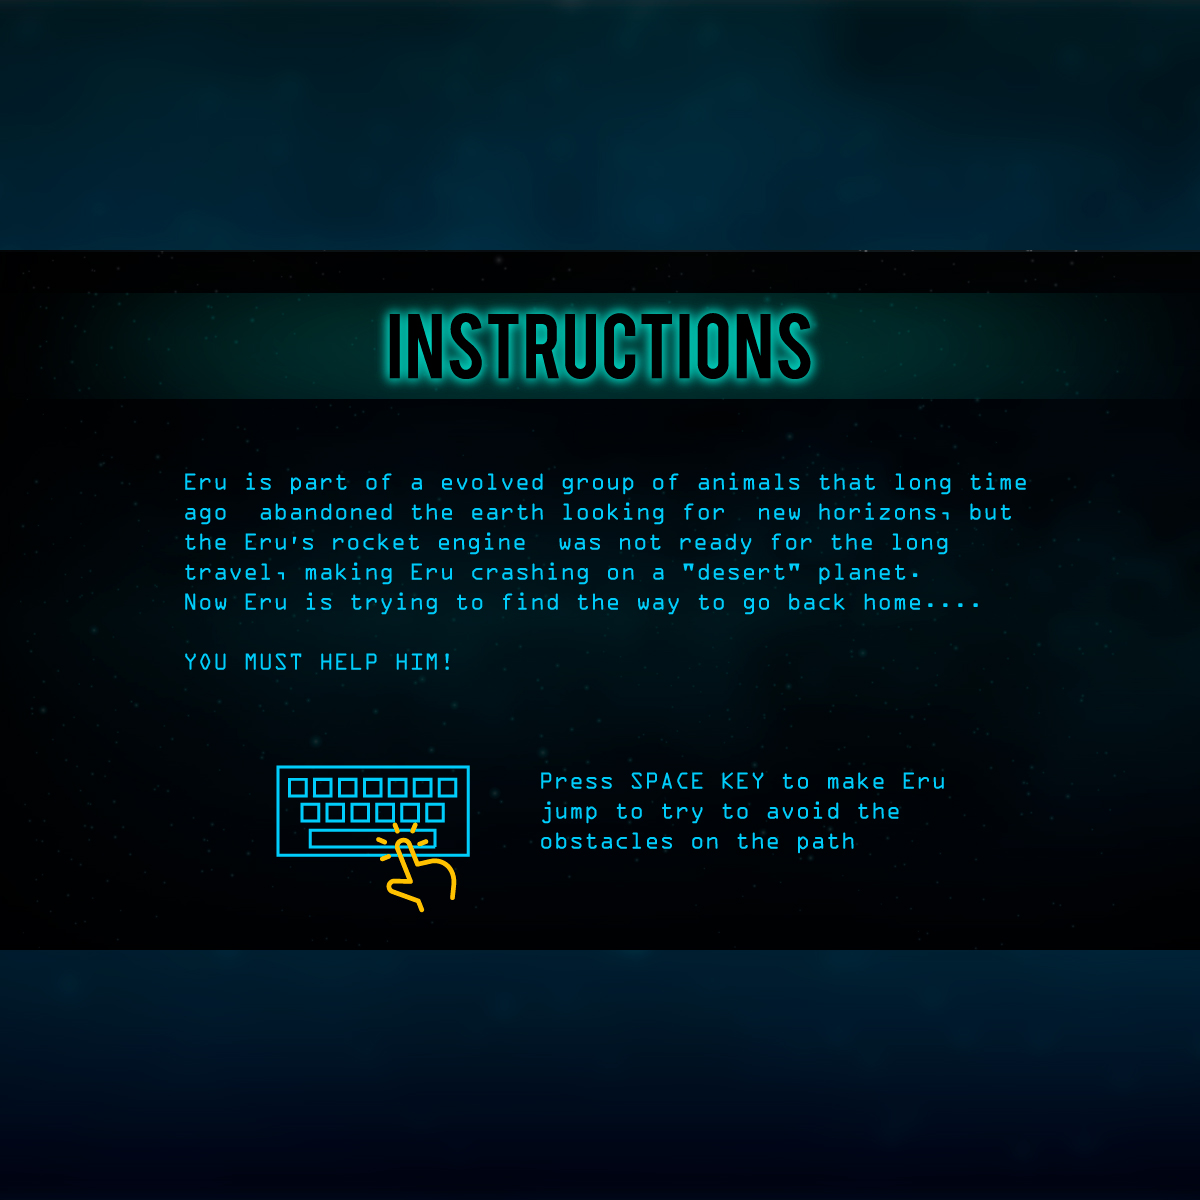 INSTRUCTIONS
Eru is part of a evolved group of animals that long time
ago  abandoned the earth looking for  new horizons, but
the Eru's rocket engine  was not ready for the long
travel, making Eru crashing on a "desert" planet.
Now Eru is trying to find the way to go back home....
YOU MUST HELP HIM!
Press SPACE KEY to make Eru
jump to try to avoid the
obstacles on the path